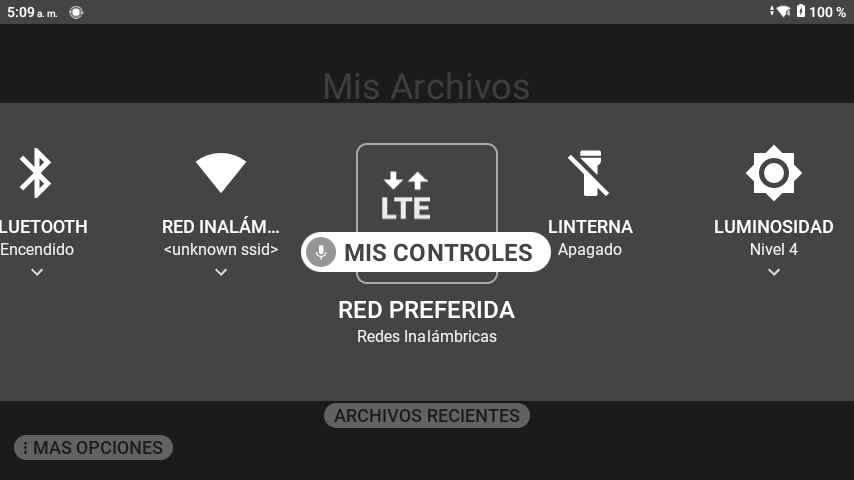 5:09 a. m.
100 %
Mis Archivos
LUETOOTH
Encendido
RED INALÁM...
<unknown ssid>
LTE
MIS CONTROLES
RED PREFERIDA
Redes Inalámbricas
LINTERNA
Apagado
LUMINOSIDAD
Nivel 4
ARCHIVOS RECIENTES
MAS OPCIONES